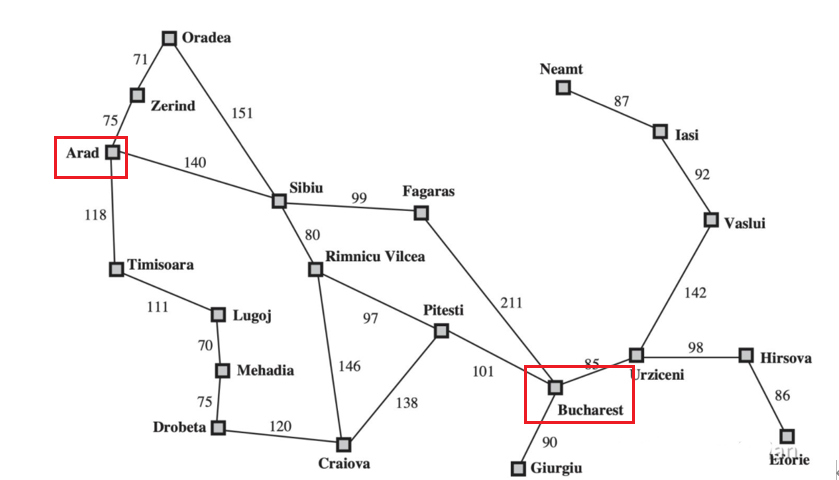 Oradea
71
Neamt
Zerind
87
151
75
Iasi
Arad
140
92
Sibiu
Fagaras
99
118
Vaslui
80
Rimnicu Vilcea
Timisoara
142
211
111
Lugoj
97
Pitesti
70
98
Hirsova
146
101
85
Mehadia
Urziceni
86
75
138
Bucharest
Drobeta
120
90
Craiova
Giurgiu
Eforie